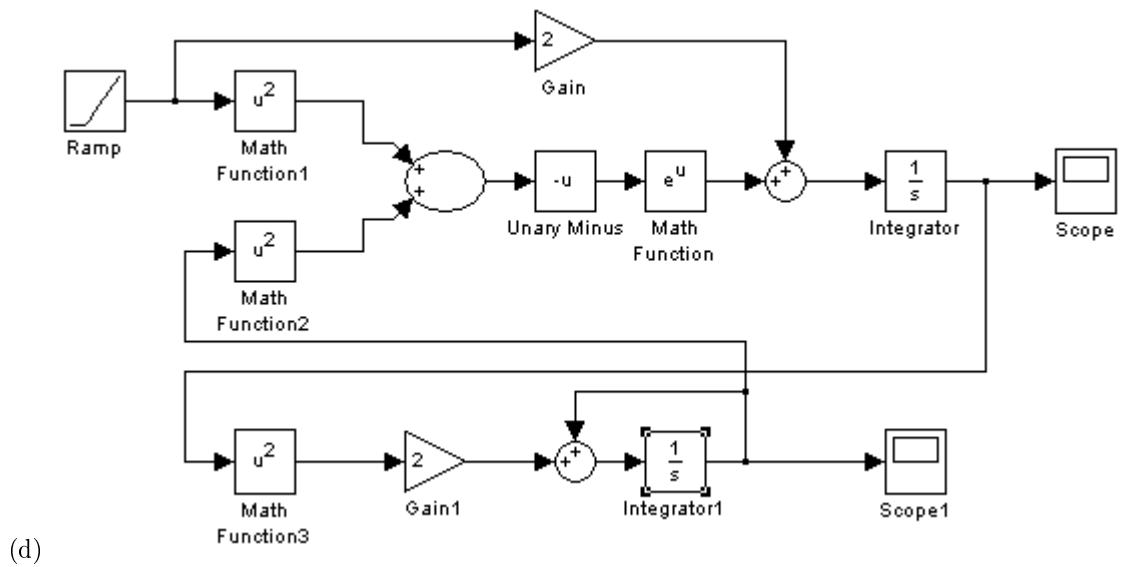 2
Gain
Ramp
u²
Math
Function1
+
+
-u
Unary Minus
eᵘ
Math
Function
+
+
1
s
Integrator
Scope
u²
Math
Function2
u²
Math
Function3
2
Gain1
+
+
1
s
Integrator1
Scope1
(d)